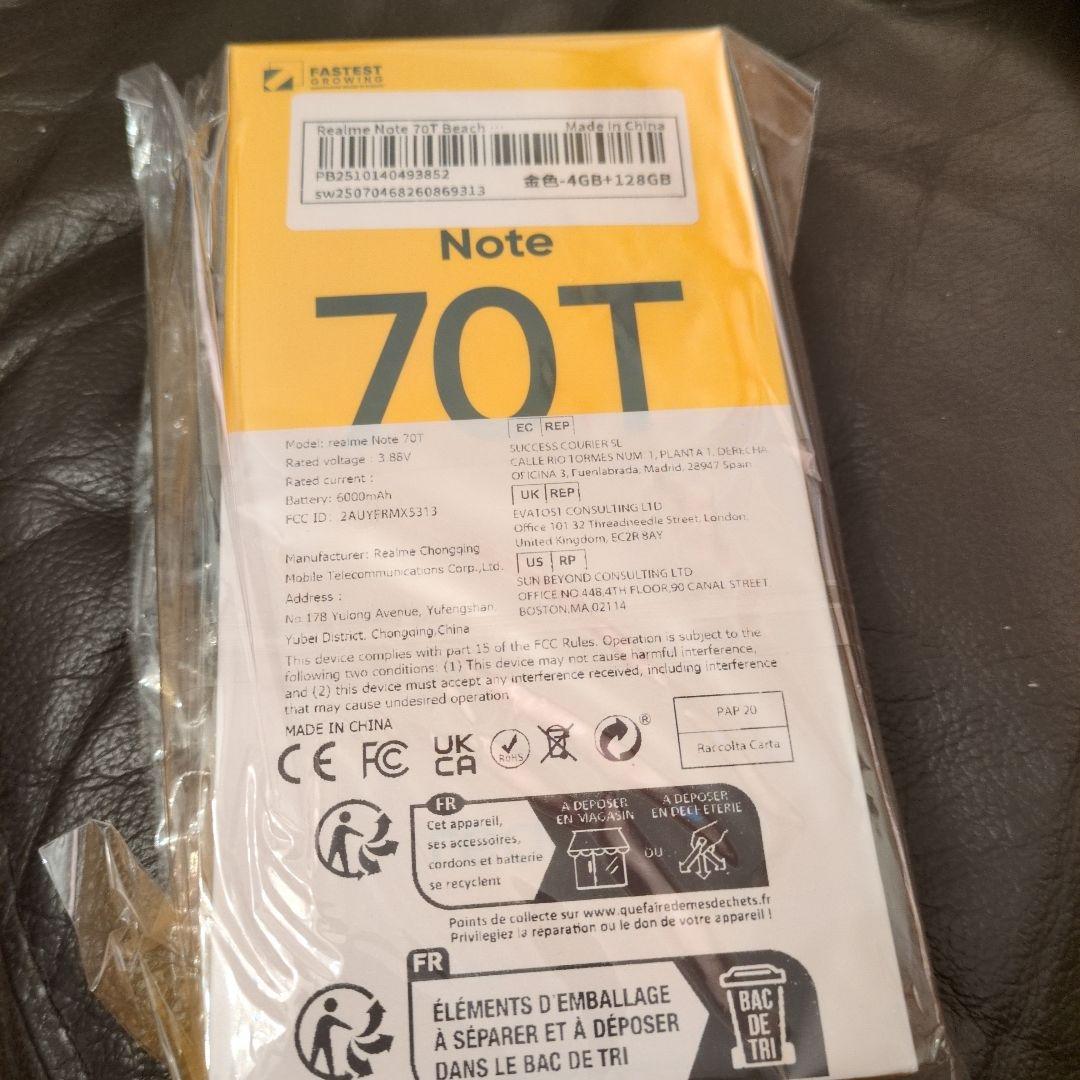 FASTEST
GROWING
Realme Note 70T Beach ... Made in China
PB2510140493852
金色-4GB+128GB
sw25070468260869313
Note
70T
Model: realme Note 70T
Rated voltage : 3.88V
Rated current :
Battery: 6000mAh
FCC ID: 2AUYFRMX5313
Manufacturer: Realme Chongqing
Mobile Telecommunications Corp.,Ltd.
Address :
No.178 Yulong Avenue, Yufengshan,
Yubei District, Chongqing,China
EC REP
SUCCESS COURIER SL
CALLE RIO TORMES NUM. 1, PLANTA 1, DERECHA,
OFICINA 3, Fuenlabrada, Madrid, 28947 Spain
UK REP
EVATOST CONSULTING LTD
Office 101 32 Threadneedle Street, London,
United Kingdom, EC2R 8AY
US RP
SUN BEYOND CONSULTING LTD
OFFICE NO.448,4TH FLOOR,90 CANAL STREET
BOSTON,MA,02114
This device complies with part 15 of the FCC Rules. Operation is subject to the
following two conditions: (1) This device may not cause harmful interference,
and (2) this device must accept any interference received, including interference
that may cause undesired operation
MADE IN CHINA
CE FC UK CA RoHS ®
PAP 20
Raccolta Carta
FR
Cet appareil,
ses accessoires,
cordons et batterie
se recyclent
A DEPOSER
EN MAGASIN
OU
A DEPOSER
EN DECHETERIE
Points de collecte sur www.quefairedemesdechets.fr
Privilegiez la réparation ou le don de votre appareil !
FR
ÉLÉMENTS D'EMBALLAGE
À SÉPARER ET À DÉPOSER
DANS LE BAC DE TRI
BAC
DE
TRI